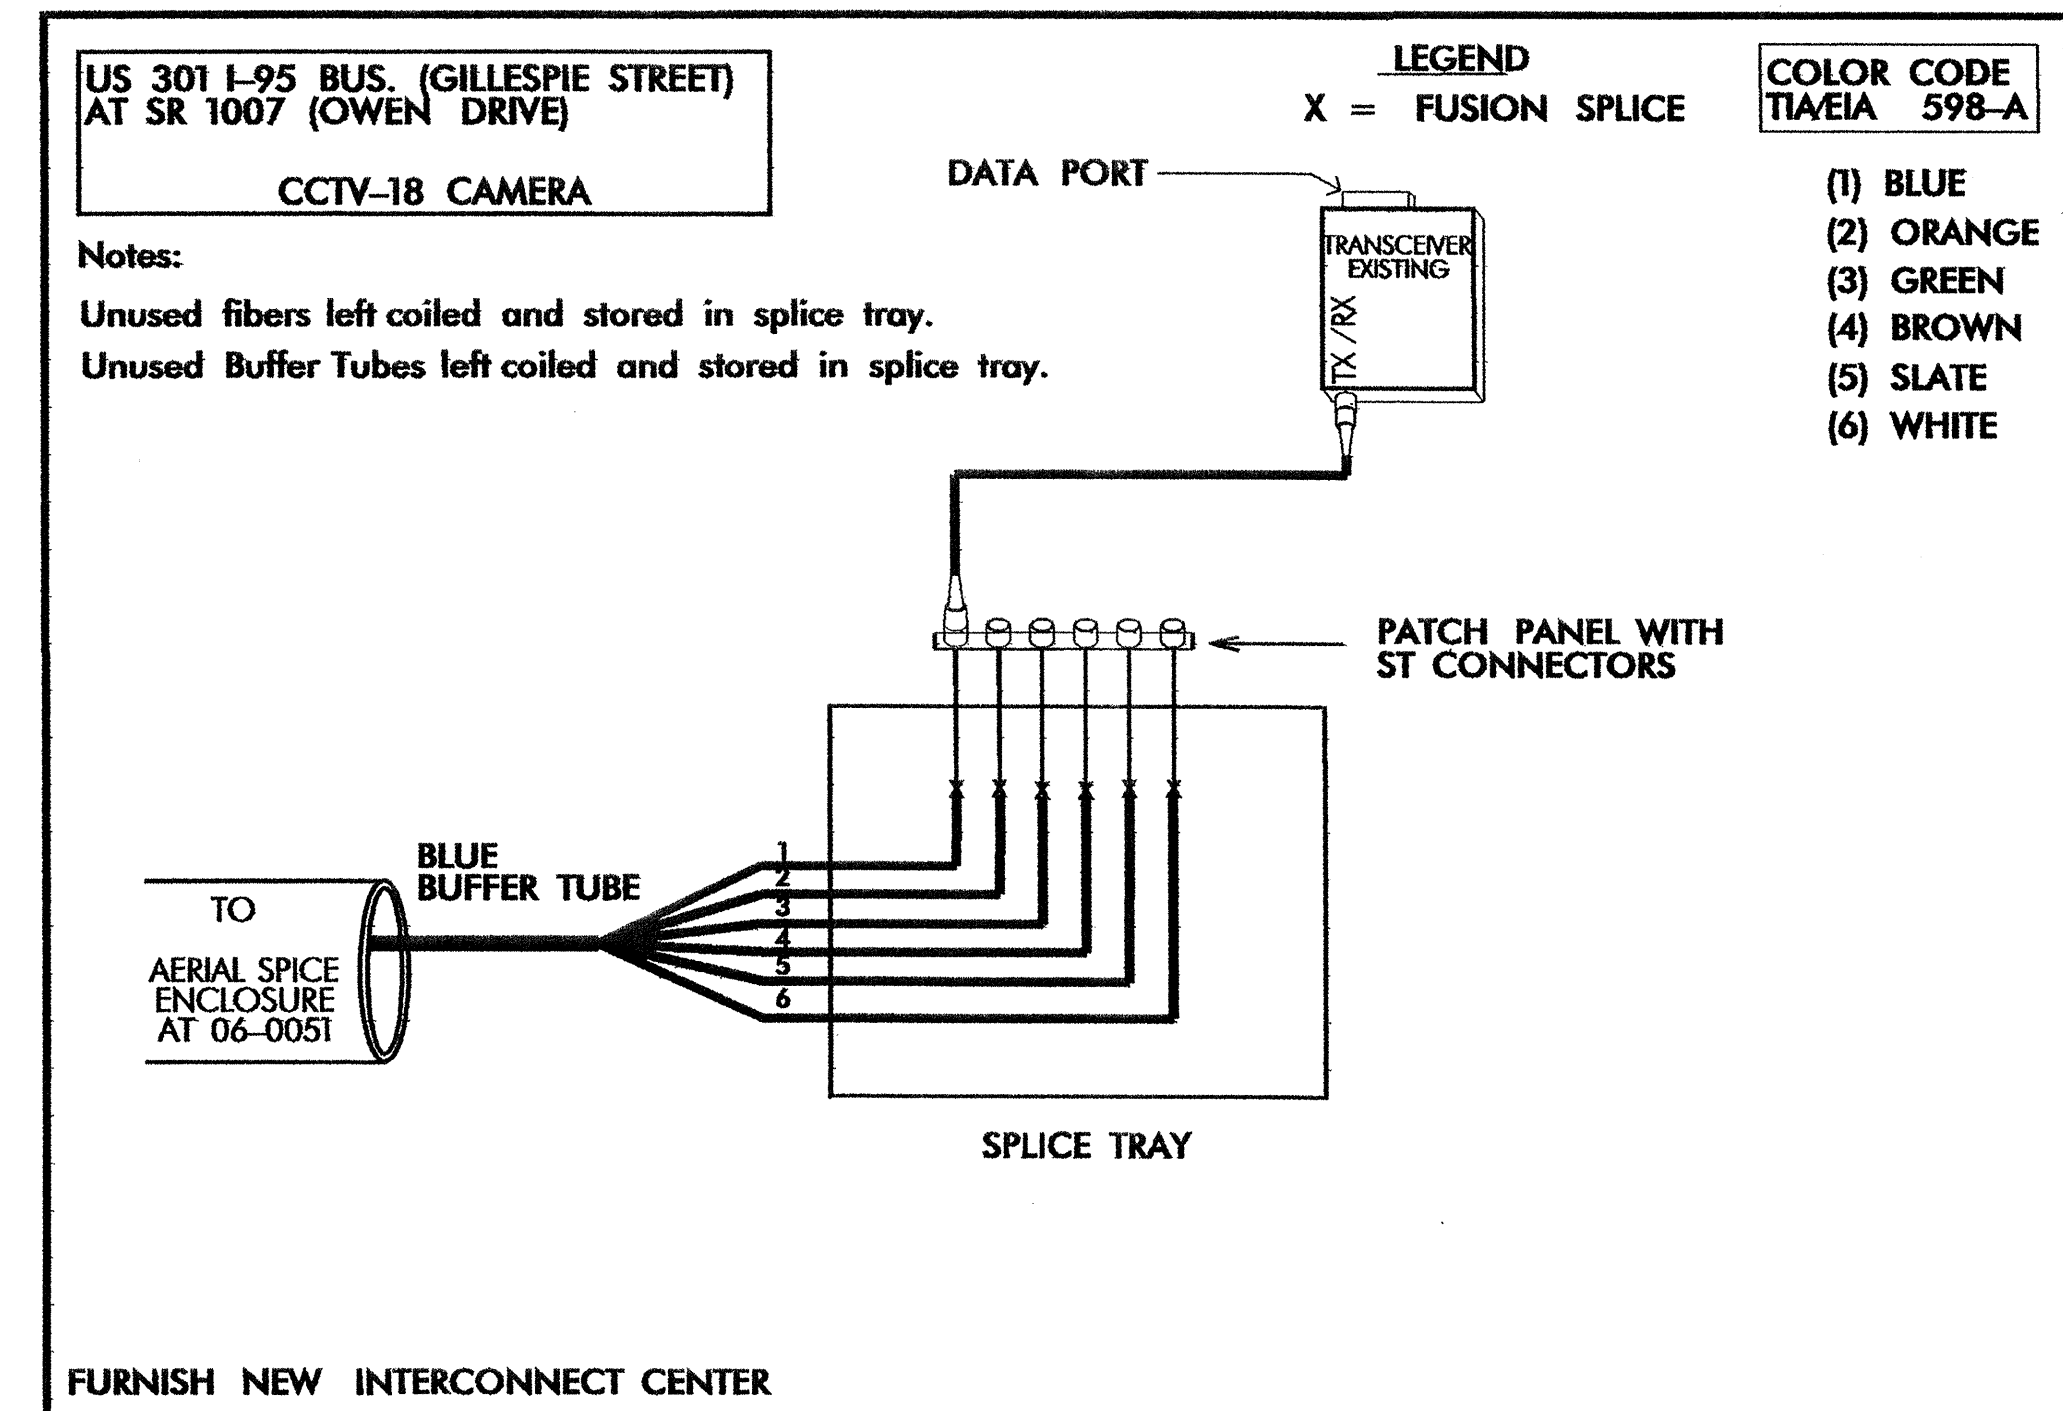 US 301 I-95 BUS. (GILLESPIE STREET)
AT SR 1007 (OWEN DRIVE)
CCTV-18 CAMERA
Notes:
Unused fibers left coiled and stored in splice tray.
Unused Buffer Tubes left coiled and stored in splice tray.
LEGEND
X = FUSION SPLICE
COLOR CODE
TIA/EIA 598-A
(1) BLUE
(2) ORANGE
(3) GREEN
(4) BROWN
(5) SLATE
(6) WHITE
DATA PORT
TRANSCEIVER
EXISTING
TX /RX
PATCH PANEL WITH
ST CONNECTORS
BLUE
BUFFER TUBE
1
2
3
4
5
6
TO
AERIAL SPICE
ENCLOSURE
AT 06-0051
SPLICE TRAY
FURNISH NEW INTERCONNECT CENTER